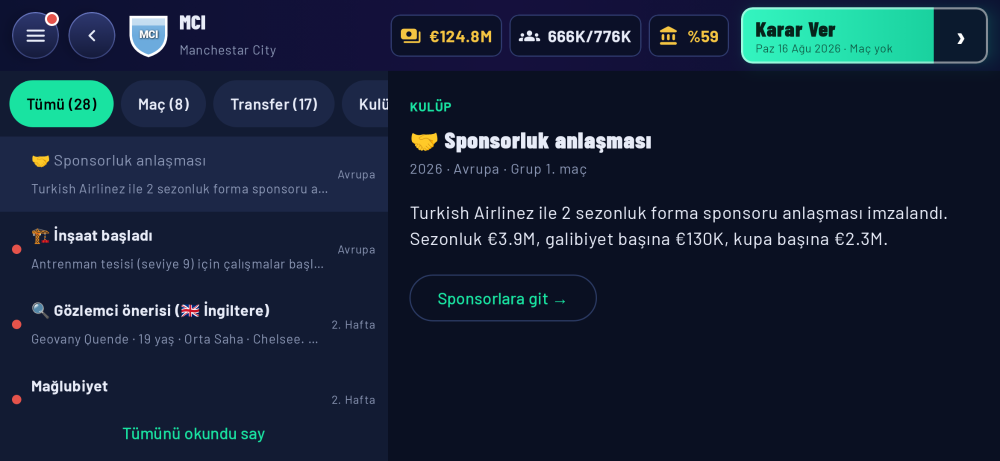 MCI
MCI
Manchestar City
€124.8M
666K/776K
%59
Karar Ver
Paz 16 Ağu 2026 · Maç yok
Tümü (28)
Maç (8)
Transfer (17)
Kulü
🤝 Sponsorluk anlaşması
Turkish Airlinez ile 2 sezonluk forma sponsoru a...
Avrupa
🏗️ İnşaat başladı
Antrenman tesisi (seviye 9) için çalışmalar başl...
Avrupa
🔍 Gözlemci önerisi (🇬🇧 İngiltere)
Geovany Quende · 19 yaş · Orta Saha · Chelsea. ...
2. Hafta
Mağlubiyet
2. Hafta
Tümünü okundu say
KULÜP
🤝 Sponsorluk anlaşması
2026 · Avrupa · Grup 1. maç
Turkish Airlinez ile 2 sezonluk forma sponsoru anlaşması imzalandı.
Sezonluk €3.9M, galibiyet başına €130K, kupa başına €2.3M.
Sponsorlara git →